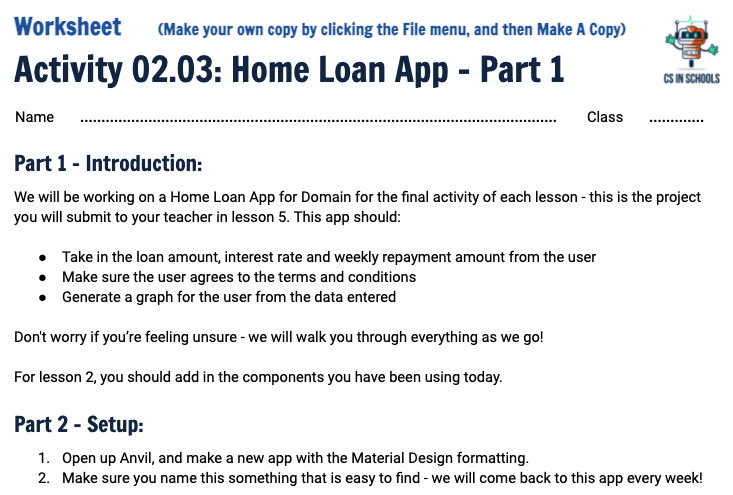 Worksheet (Make your own copy by clicking the File menu, and then Make A Copy)
Activity 02.03: Home Loan App - Part 1
CS IN SCHOOLS
Name ........................................................................................................................ Class .............
Part 1 - Introduction:
We will be working on a Home Loan App for Domain for the final activity of each lesson - this is the project
you will submit to your teacher in lesson 5. This app should:
● Take in the loan amount, interest rate and weekly repayment amount from the user
● Make sure the user agrees to the terms and conditions
● Generate a graph for the user from the data entered
Don't worry if you’re feeling unsure - we will walk you through everything as we go!
For lesson 2, you should add in the components you have been using today.
Part 2 - Setup:
1. Open up Anvil, and make a new app with the Material Design formatting.
2. Make sure you name this something that is easy to find - we will come back to this app every week!